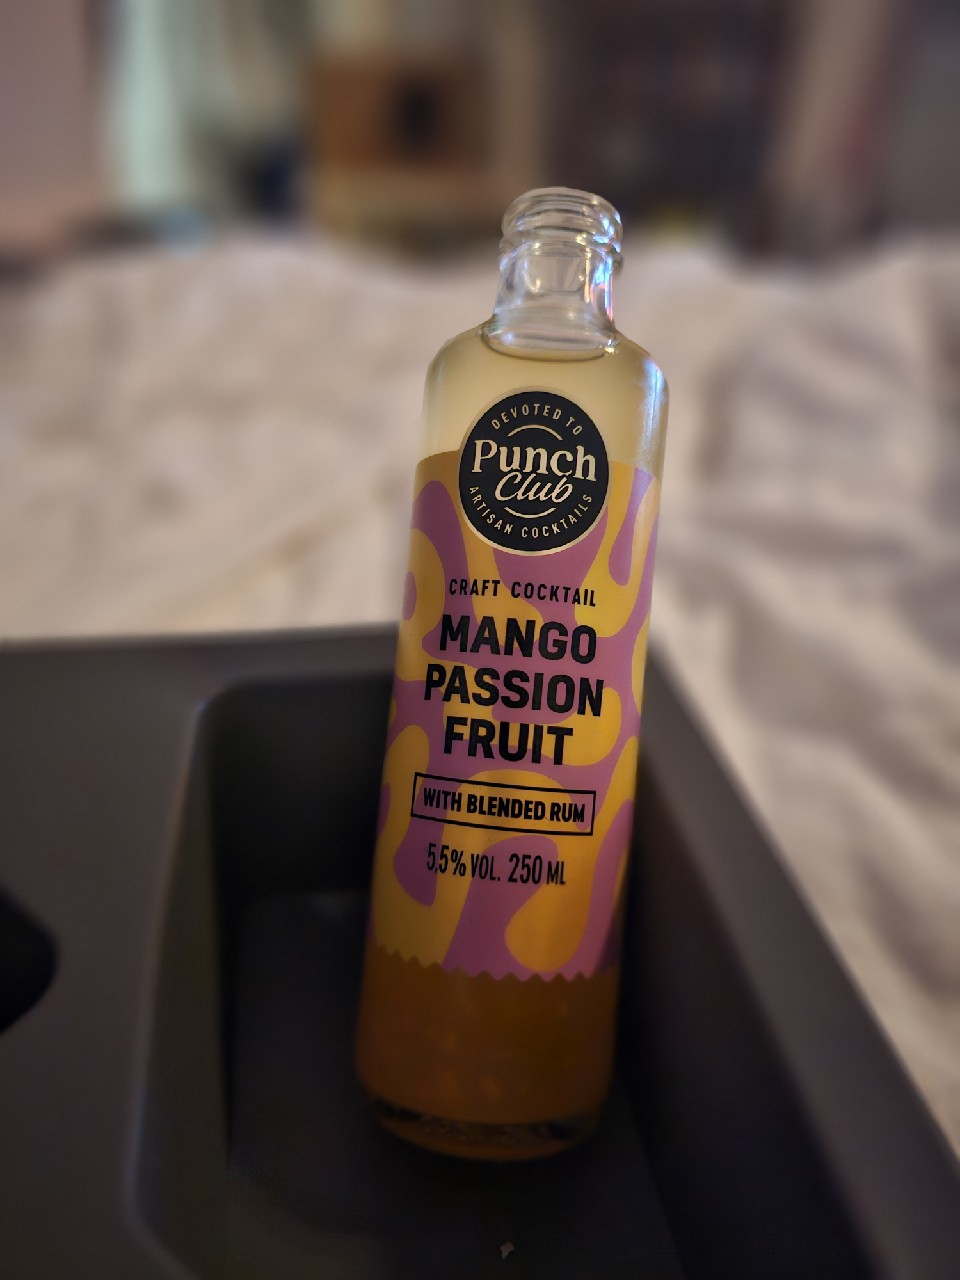 DEVOTED TO
Punch
Club
ARTISAN COCKTAILS
CRAFT COCKTAIL
MANGO
PASSION
FRUIT
WITH BLENDED RUM
5,5% VOL. 250 ML